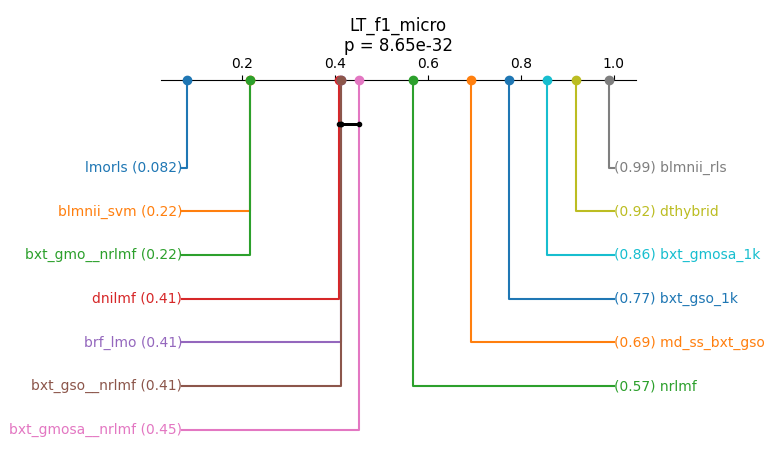 LT_f1_micro
p = 8.65e-32
0.2 0.4 0.6 0.8 1.0
lmorls (0.082)
(0.99) blmnii_rls
blmnii_svm (0.22)
(0.92) dthybrid
bxt_gmo__nrlmf (0.22)
(0.86) bxt_gmosa_1k
dnilmf (0.41)
(0.77) bxt_gso_1k
brf_lmo (0.41)
(0.69) md_ss_bxt_gso
bxt_gso__nrlmf (0.41)
(0.57) nrlmf
bxt_gmosa__nrlmf (0.45)